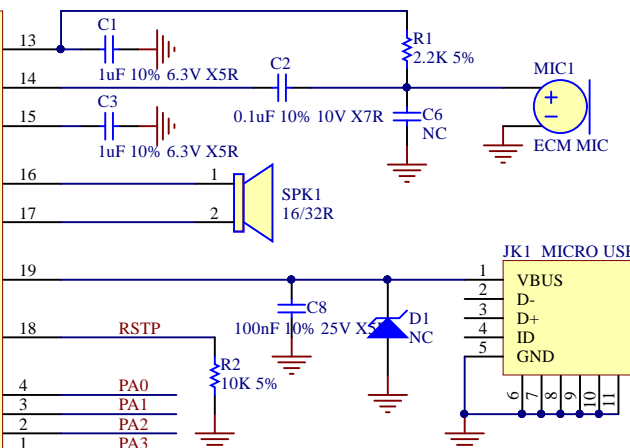 C1
13
R1
2.2K 5%
1uF 10% 6.3V X5R
14
C2
MIC1
0.1uF 10% 10V X7R
C6
NC
ECM MIC
15
C3
1uF 10% 6.3V X5R
16
1
SPK1
16/32R
17
2
JK1 MICRO USB
19
1
VBUS
2
D-
3
D+
4
ID
5
GND
C8
100nF 10% 25V X5R
D1
NC
18
RSTP
R2
10K 5%
6
7
8
9
10
11
4
PA0
3
PA1
2
PA2
1
PA3